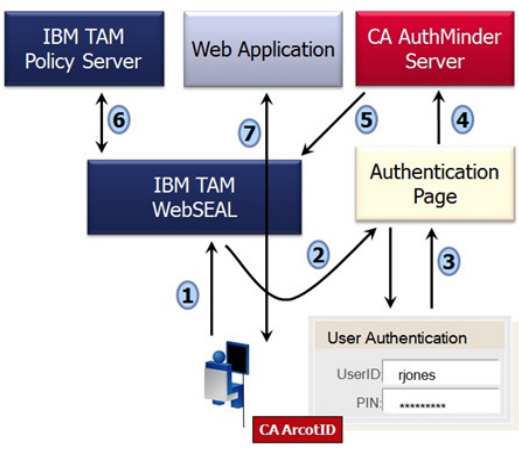 IBM TAM
Policy Server
Web Application
CA AuthMinder
Server
6
7
5
4
IBM TAM
WebSEAL
Authentication
Page
1
2
3
User Authentication
UserID: rjones
PIN: *********
CA ArcotID